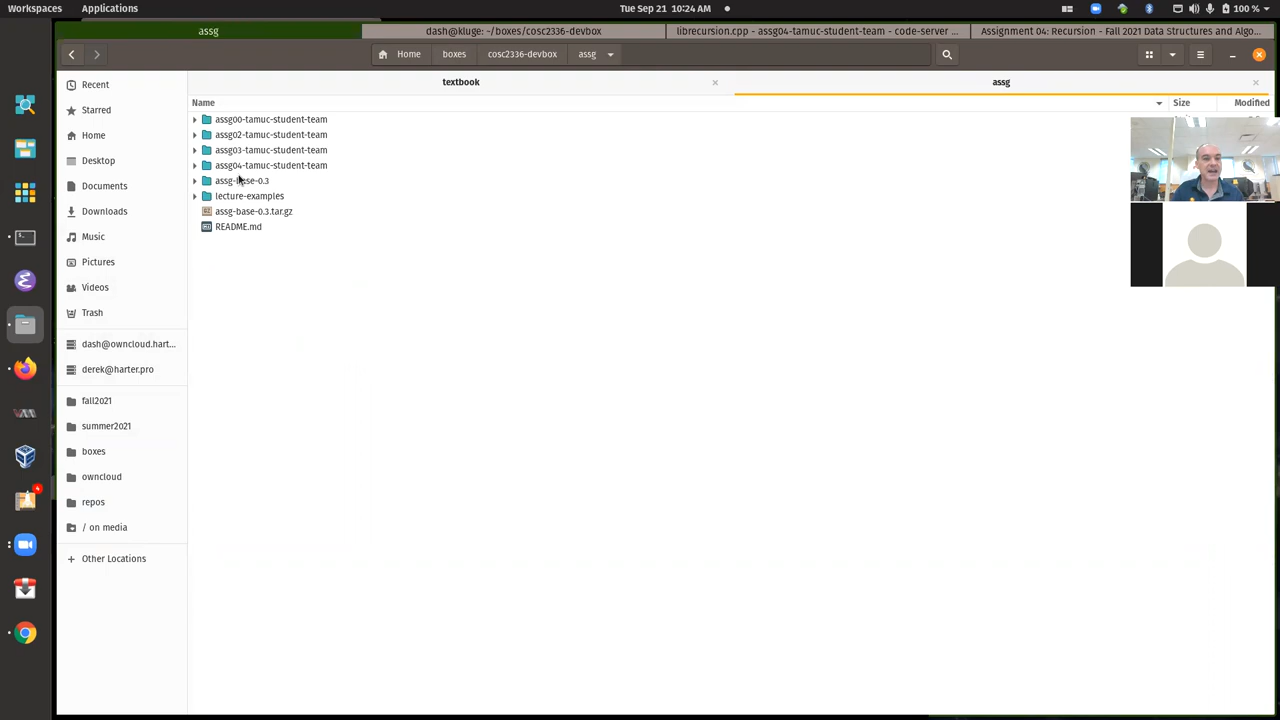 Workspaces Applications Tue Sep 21 10:24 AM 100 %
assg dash@kluge: ~/boxes/cosc2336-devbox librecursion.cpp - assg04-tamuc-student-team - code-server ... Assignment 04: Recursion - Fall 2021 Data Structures and Algo...
Home boxes cosc2336-devbox assg
textbook assg
Name Size Modified
Recent
Starred
Home
Desktop
Documents
Downloads
Music
Pictures
Videos
Trash
dash@owncloud.hart...
derek@harter.pro
fall2021
summer2021
boxes
owncloud
repos
/ on media
Other Locations
assg00-tamuc-student-team
assg02-tamuc-student-team
assg03-tamuc-student-team
assg04-tamuc-student-team
assg-base-0.3
lecture-examples
assg-base-0.3.tar.gz
README.md